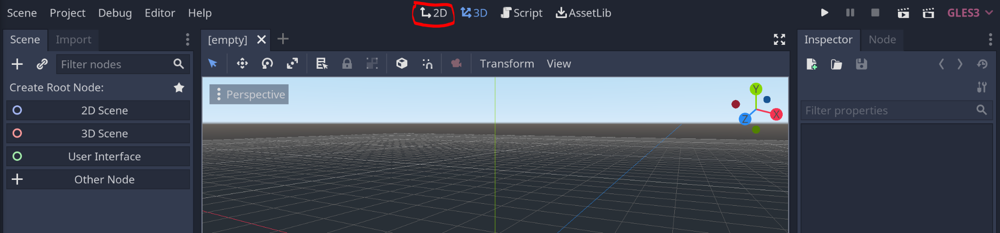 Scene Project Debug Editor Help 2D 3D Script AssetLib GLES3
Scene Import [empty] Inspector Node
Filter nodes Transform View
Create Root Node: Perspective Y
2D Scene X Filter properties
Z
3D Scene
User Interface
Other Node